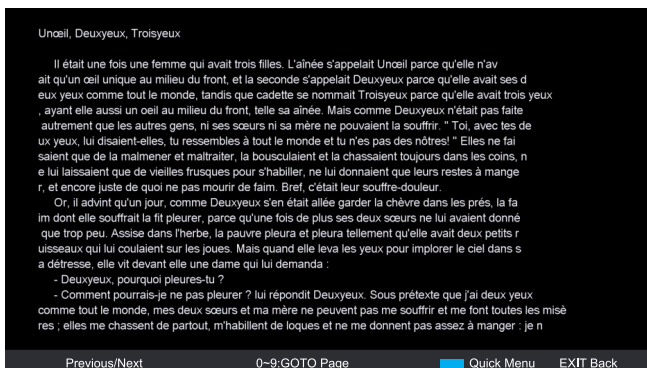 Unœil, Deuxyeux, Troisyeux
Il était une fois une femme qui avait trois filles. L'aînée s'appelait Unœil parce qu'elle n'av
ait qu'un œil unique au milieu du front, et la seconde s'appelait Deuxyeux parce qu'elle avait ses d
eux yeux comme tout le monde, tandis que cadette se nommait Troisyeux parce qu'elle avait trois yeux
, ayant elle aussi un oeil au milieu du front, telle sa aînée. Mais comme Deuxyeux n'était pas faite
autrement que les autres gens, ni ses sœurs ni sa mère ne pouvaient la souffrir. " Toi, avec tes de
ux yeux, lui disaient-elles, tu ressembles à tout le monde et tu n'es pas des nôtres! " Elles ne fai
saient que de la malmener et maltraiter, la bousculaient et la chassaient toujours dans les coins, n
e lui laissaient que de vieilles frusques pour s'habiller, ne lui donnaient que leurs restes à mange
r, et encore juste de quoi ne pas mourir de faim. Bref, c'était leur souffre-douleur.
Or, il advint qu'un jour, comme Deuxyeux s'en était allée garder la chèvre dans les prés, la fa
im dont elle souffrait la fit pleurer, parce qu'une fois de plus ses deux sœurs ne lui avaient donné
que trop peu. Assise dans l'herbe, la pauvre pleura et pleura tellement qu'elle avait deux petits r
uisseaux qui lui coulaient sur les joues. Mais quand elle leva les yeux pour implorer le ciel dans s
a détresse, elle vit devant elle une dame qui lui demanda :
- Deuxyeux, pourquoi pleures-tu ?
- Comment pourrais-je ne pas pleurer ? lui répondit Deuxyeux. Sous prétexte que j'ai deux yeux
comme tout le monde, mes deux sœurs et ma mère ne peuvent pas me souffrir et me font toutes les misè
res ; elles me chassent de partout, m'habillent de loques et ne me donnent pas assez à manger : je n
Previous/Next 0~9:GOTO Page Quick Menu EXIT Back